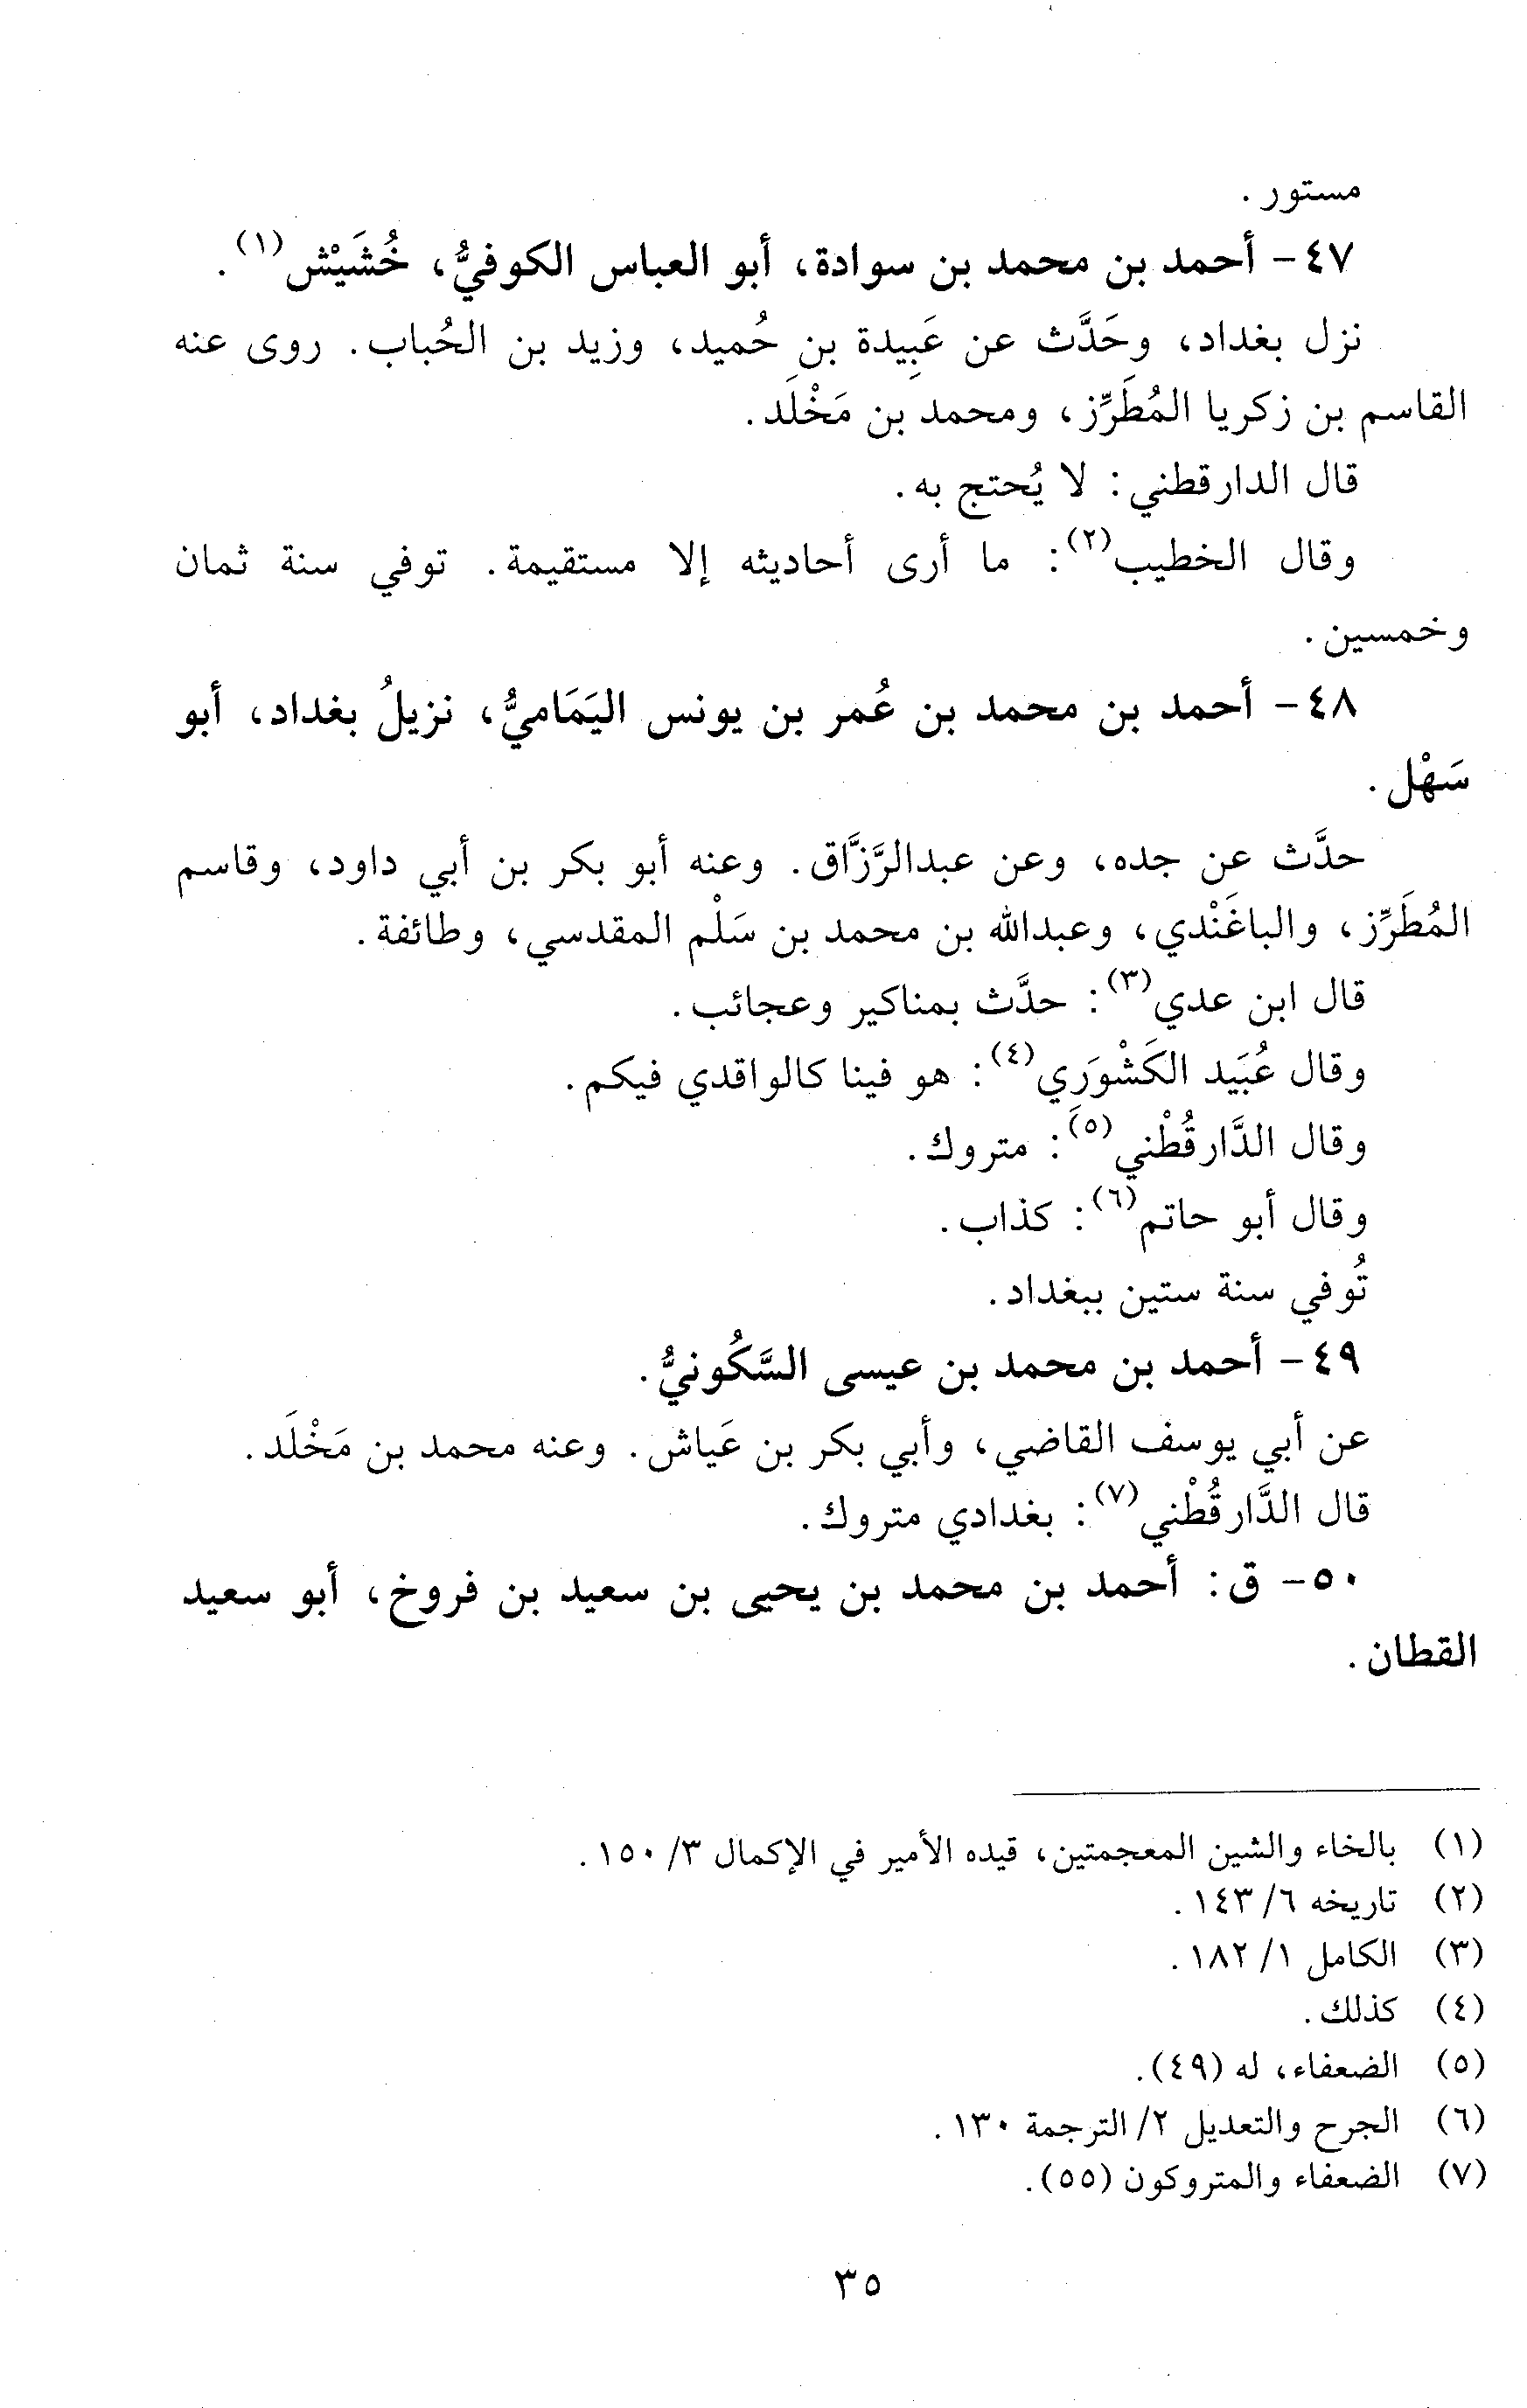 مستور.
٤٧- أحمد بن محمد بن سوادة، أبو العباس الكوفيُّ، خُشَيْش(١).
نزل بغداد، وحَدَّث عن عَبِيدة بن حُميد، وزيد بن الحُباب. روى عنه
القاسم بن زكريا المُطَرِّز، ومحمد بن مَخْلَد.
قال الدارقطني: لا يُحتج به.
وقال الخطيب(٢): ما أرى أحاديثه إلا مستقيمة. توفي سنة ثمان
وخمسين.
٤٨- أحمد بن محمد بن عُمر بن يونس اليَمَاميُّ، نزيلُ بغداد، أبو
سَهْل.
حدَّث عن جده، وعن عبدالرَّزَّاق. وعنه أبو بكر بن أبي داود، وقاسم
المُطَرِّز، والباغَنْدي، وعبدالله بن محمد بن سَلْم المقدسي، وطائفة.
قال ابن عدي(٣): حدَّث بمناكير وعجائب.
وقال عُبَيد الكَشْوَرِي(٤): هو فينا كالواقدي فيكم.
وقال الدَّارقُطْني(٥): متروك.
وقال أبو حاتم(٦): كذاب.
تُوفي سنة ستين ببغداد.
٤٩- أحمد بن محمد بن عيسى السَّكُونيُّ.
عن أبي يوسف القاضي، وأبي بكر بن عَياش. وعنه محمد بن مَخْلَد.
قال الدَّارقُطْني(٧): بغدادي متروك.
٥٠- ق: أحمد بن محمد بن يحيى بن سعيد بن فروخ، أبو سعيد
القطان.
(١) بالخاء والشين المعجمتين، قيده الأمير في الإكمال ٣/ ١٥٠.
(٢) تاريخه ٦/ ١٤٣.
(٣) الكامل ١/ ١٨٢.
(٤) كذلك.
(٥) الضعفاء، له (٤٩).
(٦) الجرح والتعديل ٢/ الترجمة ١٣٠.
(٧) الضعفاء والمتروكون (٥٥).
٣٥